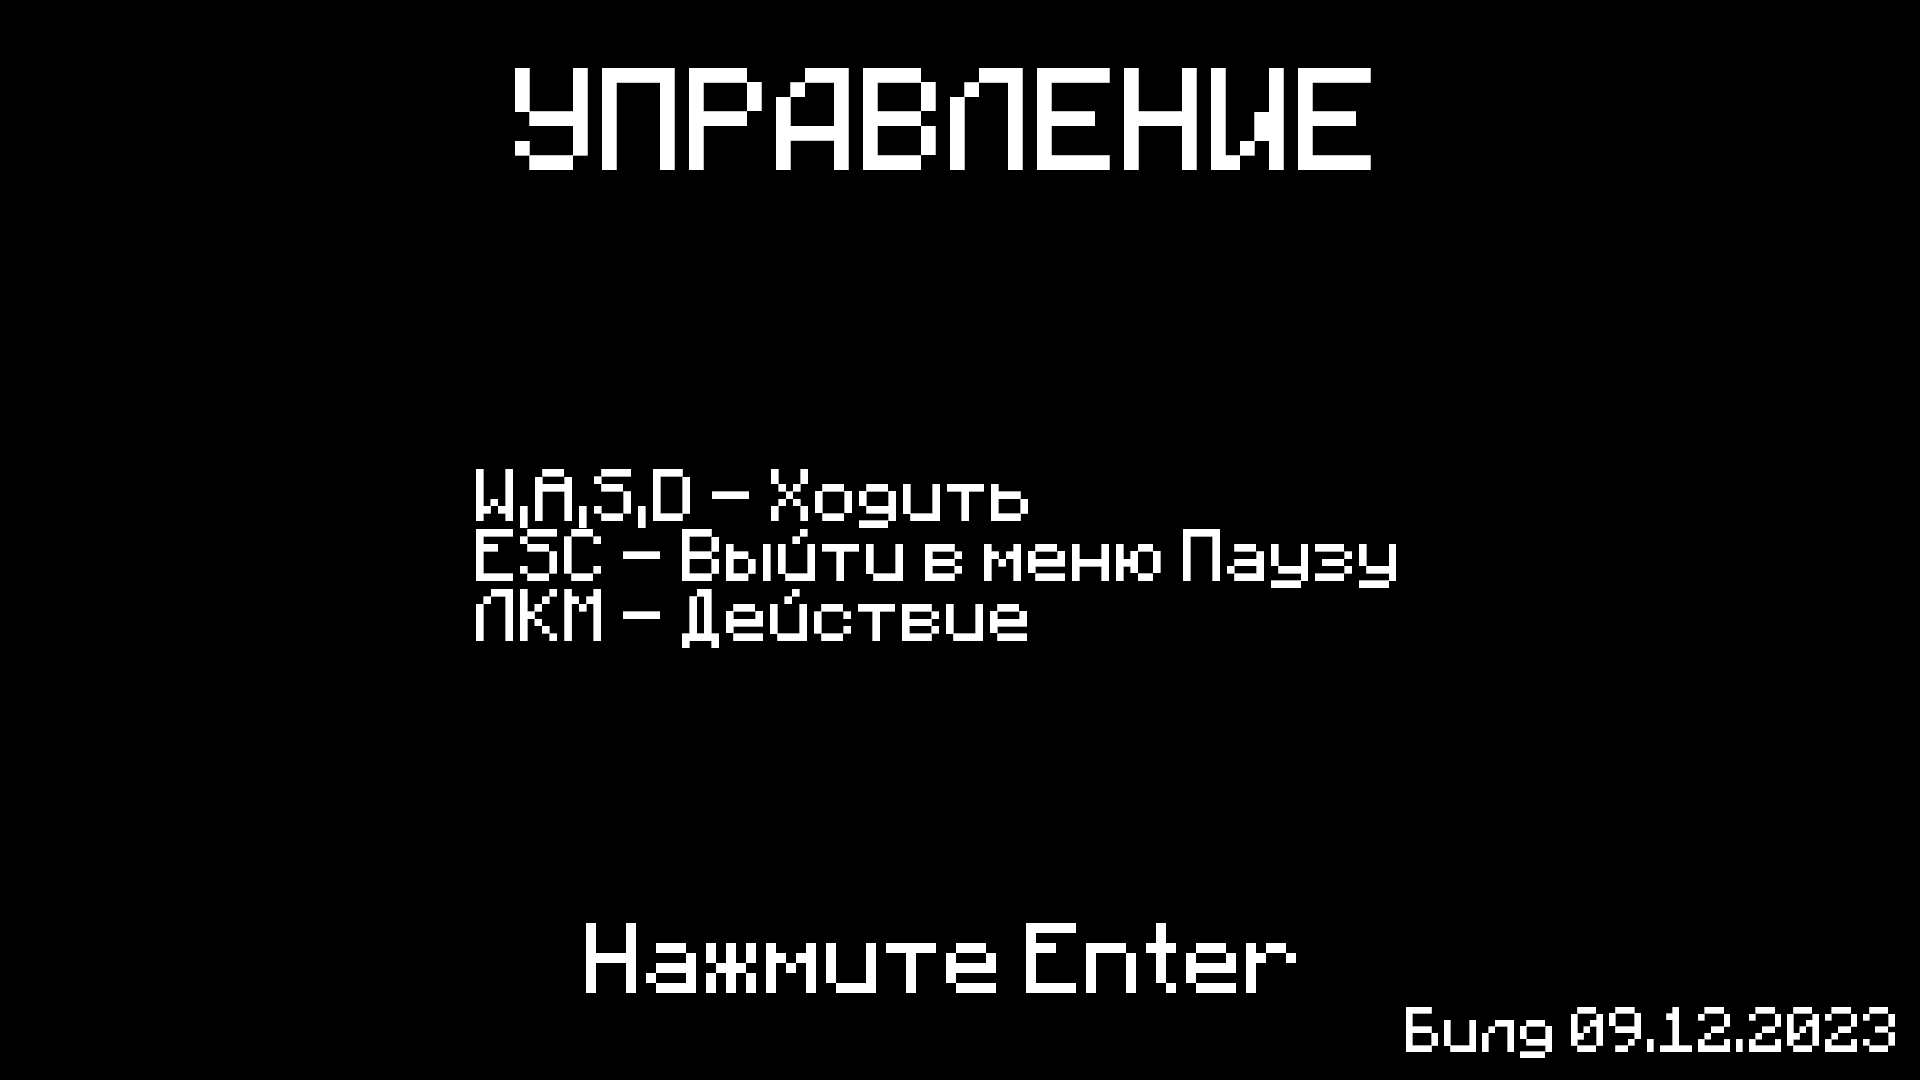 УПРАВЛЕНИЕ
W,A,S,D – Ходить
ESC – Выйти в меню Паузу
ЛКМ – Действие
Нажмите Enter
Билд 09.12.2023